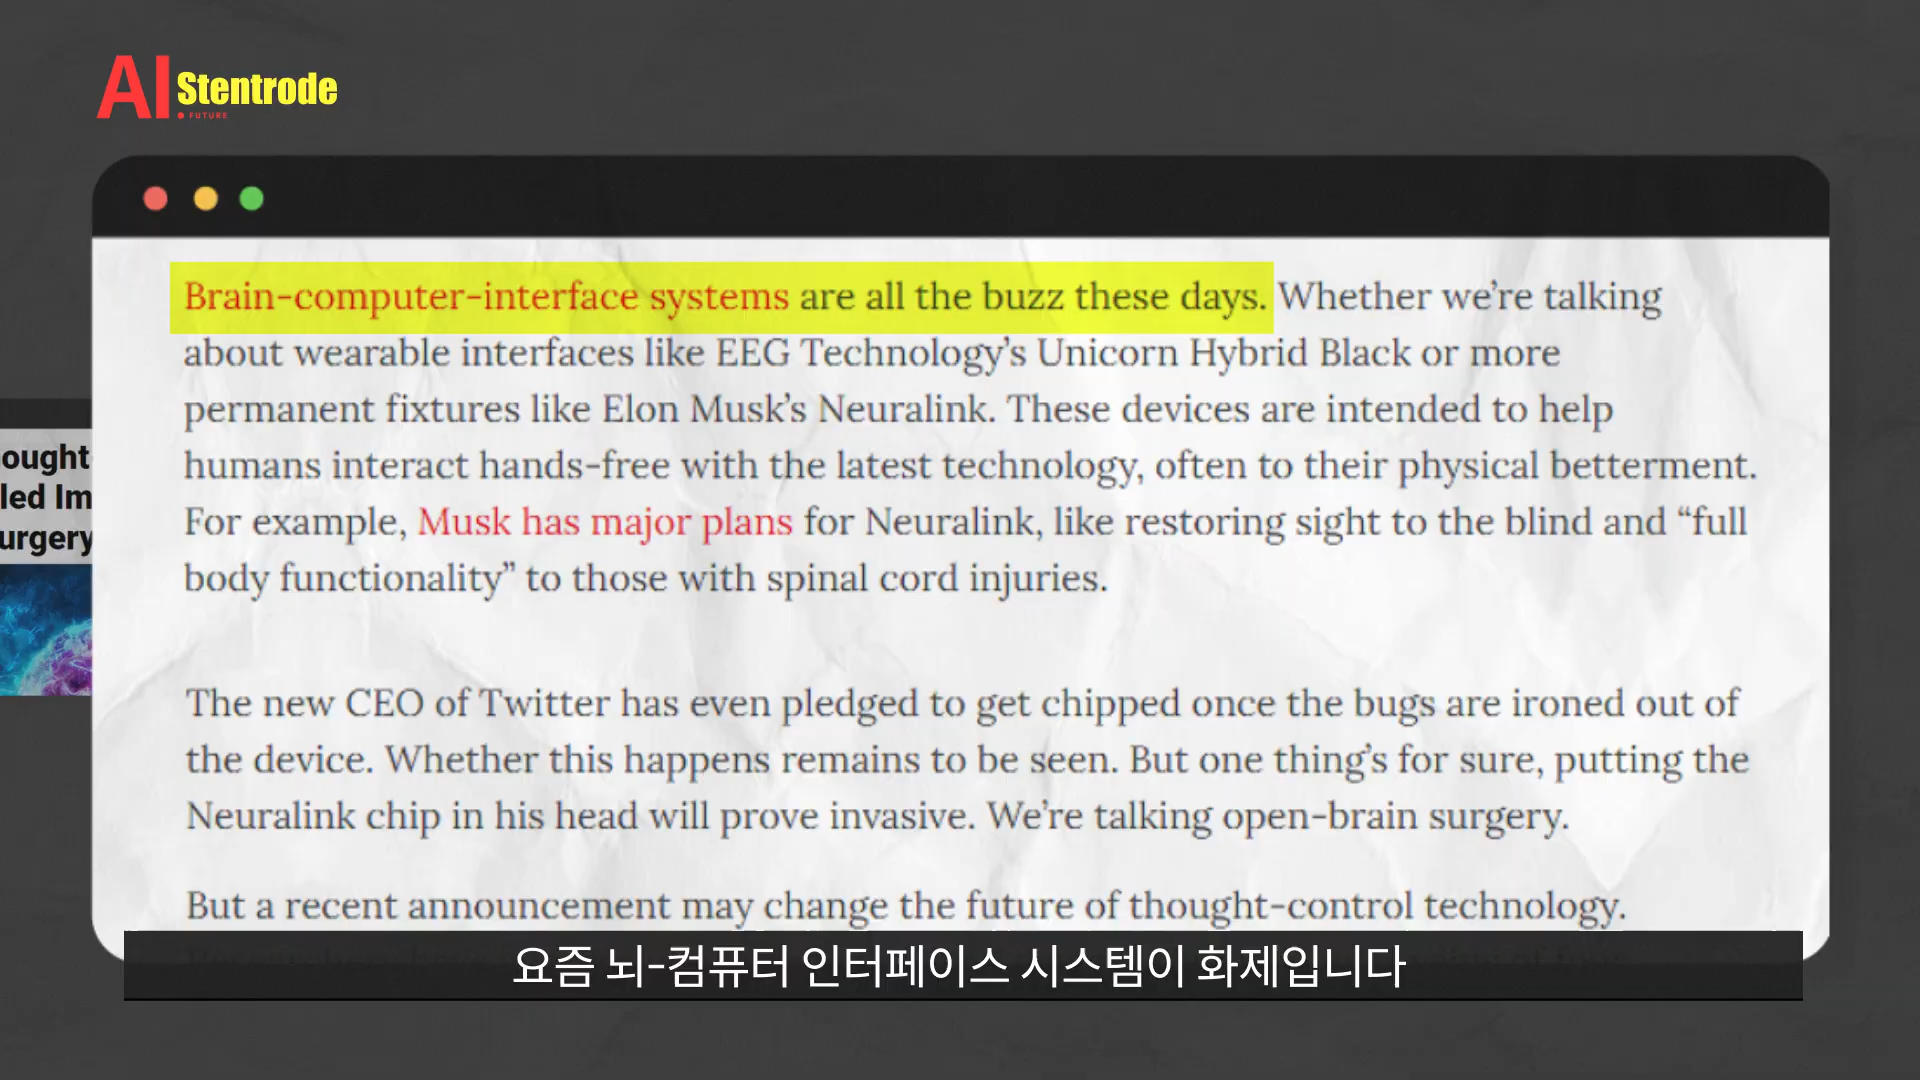 AI Stentrode
FUTURE
Brain-computer-interface systems are all the buzz these days. Whether we’re talking
about wearable interfaces like EEG Technology’s Unicorn Hybrid Black or more
permanent fixtures like Elon Musk’s Neuralink. These devices are intended to help
humans interact hands-free with the latest technology, often to their physical betterment.
For example, Musk has major plans for Neuralink, like restoring sight to the blind and “full
body functionality” to those with spinal cord injuries.
The new CEO of Twitter has even pledged to get chipped once the bugs are ironed out of
the device. Whether this happens remains to be seen. But one thing’s for sure, putting the
Neuralink chip in his head will prove invasive. We’re talking open-brain surgery.
But a recent announcement may change the future of thought-control technology.
ought
led Im
urgery
요즘 뇌-컴퓨터 인터페이스 시스템이 화제입니다